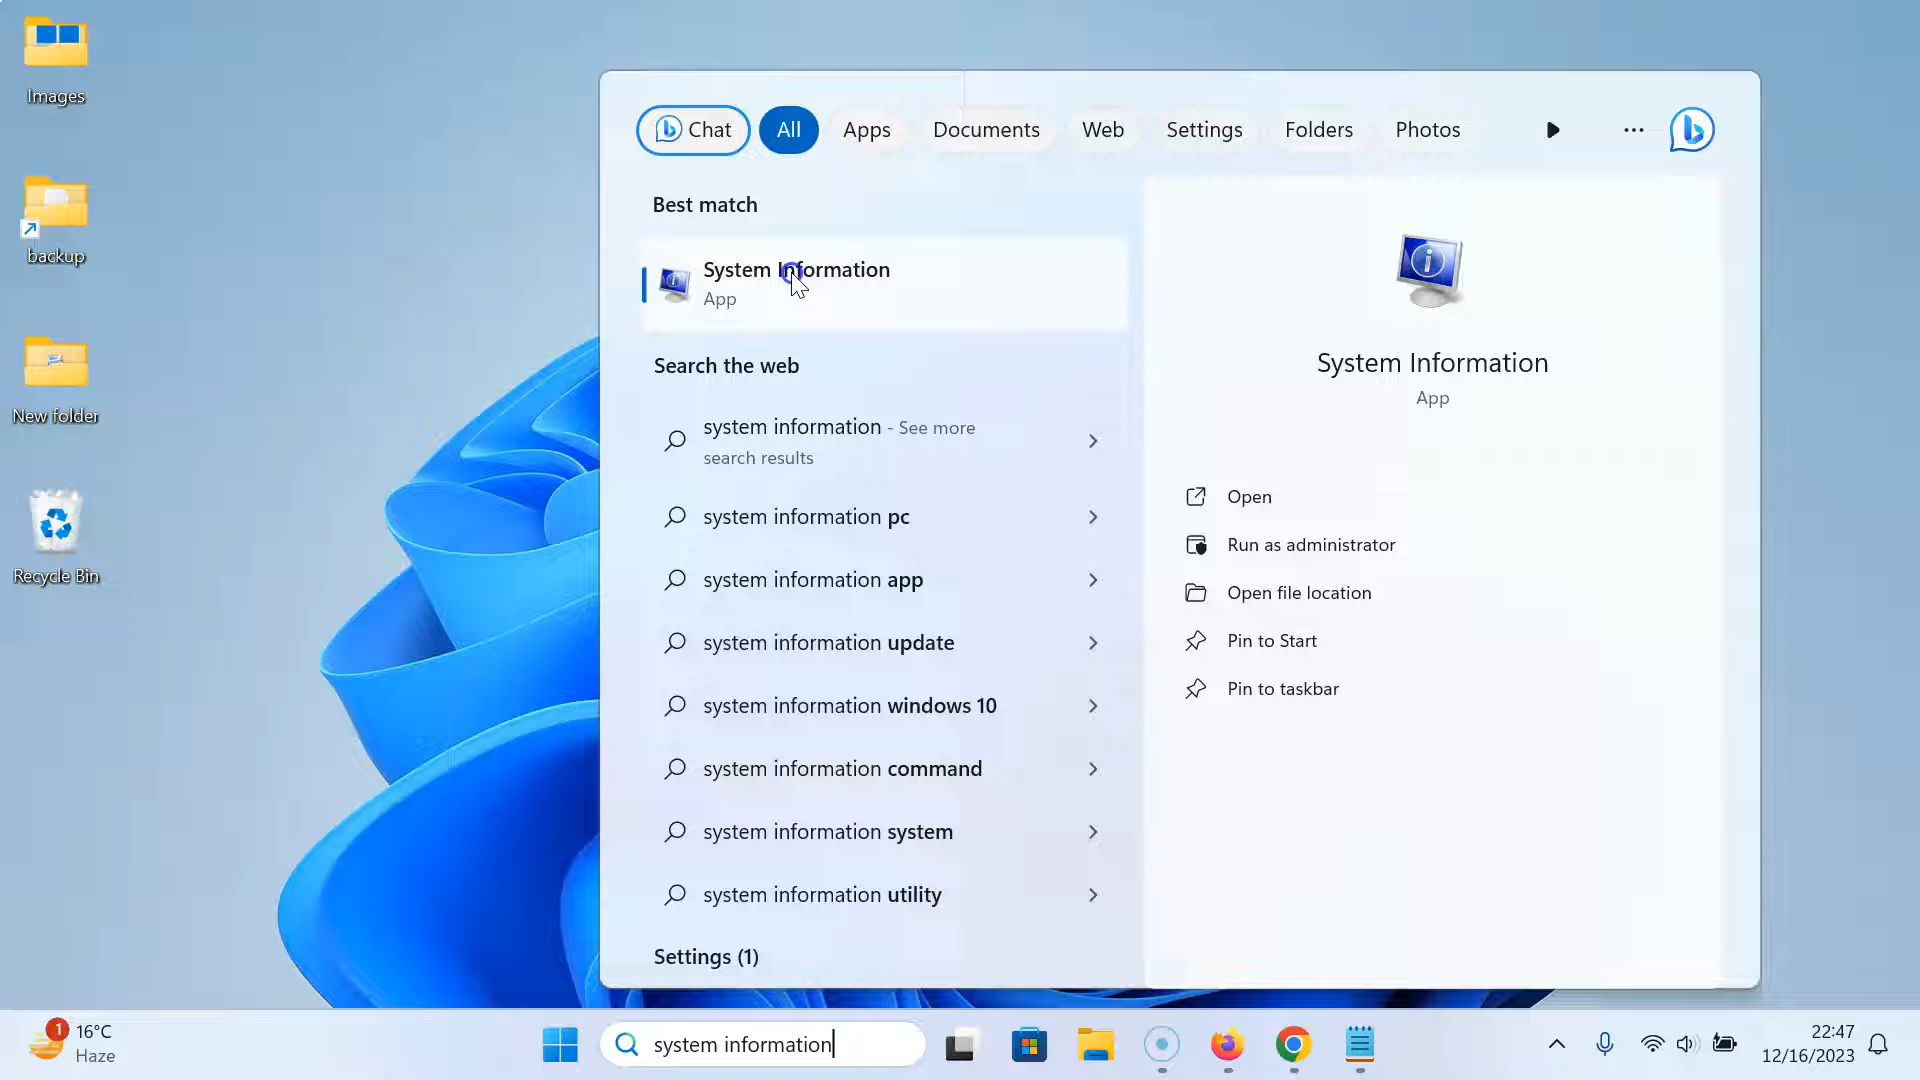 Images
backup
New folder
Recycle Bin
Chat
All
Apps
Documents
Web
Settings
Folders
Photos
Best match
System Information
App
Search the web
system information - See more
search results
system information pc
system information app
system information update
system information windows 10
system information command
system information system
system information utility
Settings (1)
System Information
App
Open
Run as administrator
Open file location
Pin to Start
Pin to taskbar
1
16°C
Haze
system information
22:47
12/16/2023